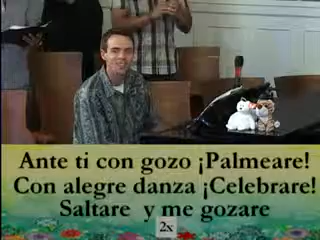 Ante ti con gozo ¡Palmeare!
Con alegre danza ¡Celebrare!
Saltare y me gozare
2x